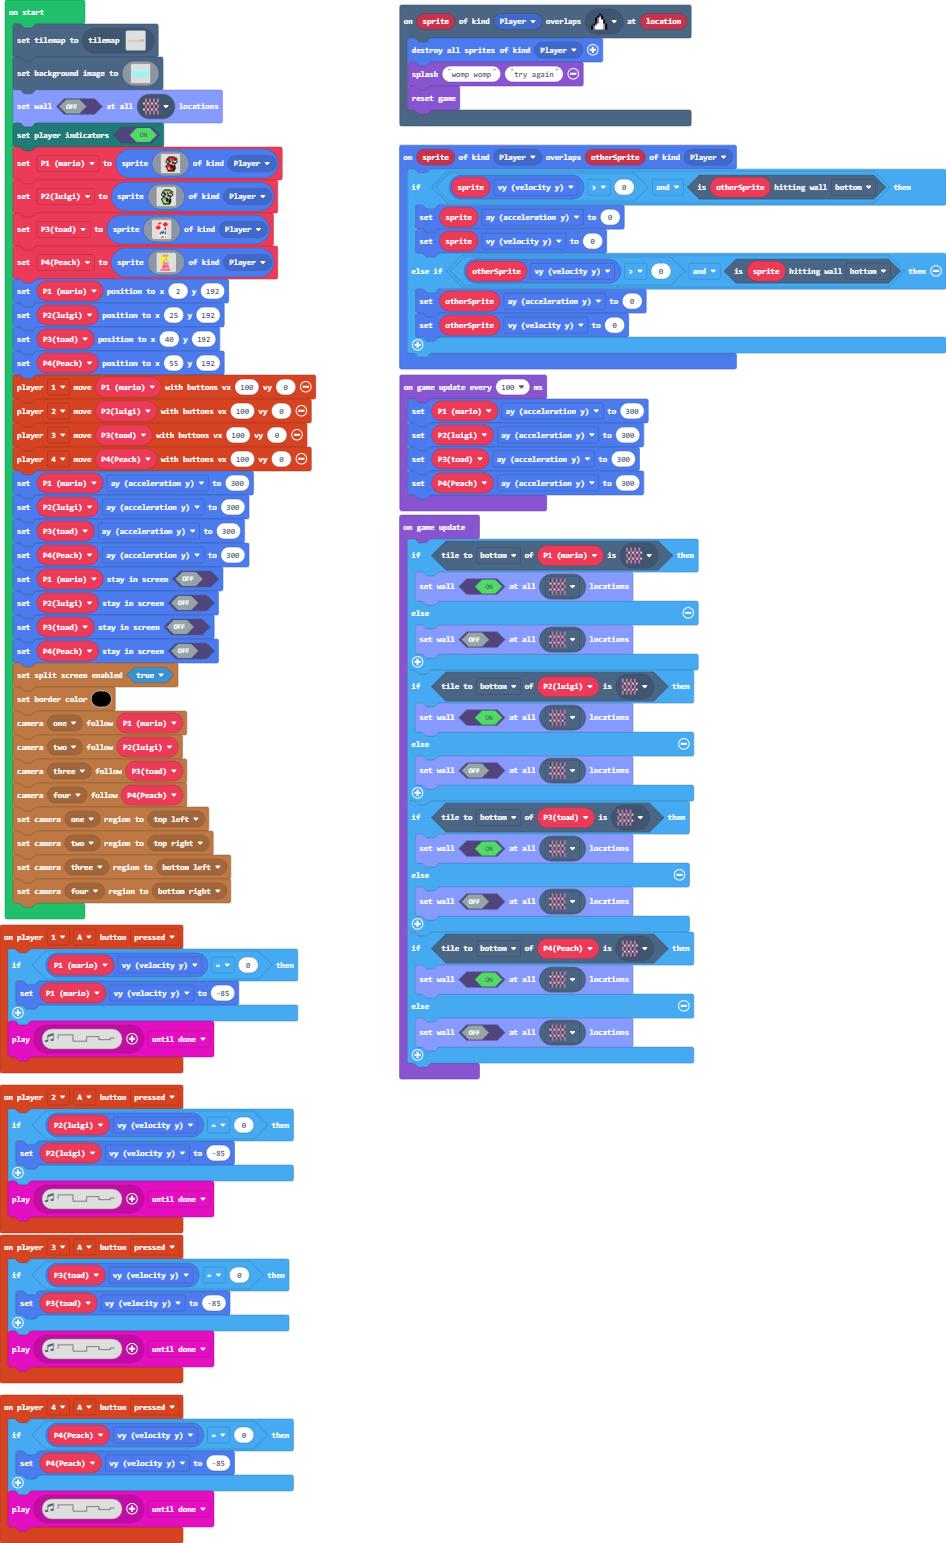 on start
set tilemap to tilemap
set background image to
set wall OFF at all locations
set player indicators ON
set P1 (mario) to sprite of kind Player
set P2(luigi) to sprite of kind Player
set P3(toad) to sprite of kind Player
set P4(Peach) to sprite of kind Player
set P1 (mario) position to x 2 y 192
set P2(luigi) position to x 25 y 192
set P3(toad) position to x 40 y 192
set P4(Peach) position to x 55 y 192
player 1 move P1 (mario) with buttons vx 100 vy 0
player 2 move P2(luigi) with buttons vx 100 vy 0
player 3 move P3(toad) with buttons vx 100 vy 0
player 4 move P4(Peach) with buttons vx 100 vy 0
set P1 (mario) ay (acceleration y) to 300
set P2(luigi) ay (acceleration y) to 300
set P3(toad) ay (acceleration y) to 300
set P4(Peach) ay (acceleration y) to 300
set P1 (mario) stay in screen OFF
set P2(luigi) stay in screen OFF
set P3(toad) stay in screen OFF
set P4(Peach) stay in screen OFF
set split screen enabled true
set border color
camera one follow P1 (mario)
camera two follow P2(luigi)
camera three follow P3(toad)
camera four follow P4(Peach)
set camera one region to top left
set camera two region to top right
set camera three region to bottom left
set camera four region to bottom right
on player 1 A button pressed
if P1 (mario) vy (velocity y) = 0 then
set P1 (mario) vy (velocity y) to -85
play until done
on player 2 A button pressed
if P2(luigi) vy (velocity y) = 0 then
set P2(luigi) vy (velocity y) to -85
play until done
on player 3 A button pressed
if P3(toad) vy (velocity y) = 0 then
set P3(toad) vy (velocity y) to -85
play until done
on player 4 A button pressed
if P4(Peach) vy (velocity y) = 0 then
set P4(Peach) vy (velocity y) to -85
play until done
on sprite of kind Player overlaps at location
destroy all sprites of kind Player
splash "womp womp" "try again"
reset game
on sprite of kind Player overlaps otherSprite of kind Player
if sprite vy (velocity y) > 0 and is otherSprite hitting wall bottom then
set sprite ay (acceleration y) to 0
set sprite vy (velocity y) to 0
else if otherSprite vy (velocity y) > 0 and is sprite hitting wall bottom then
set otherSprite ay (acceleration y) to 0
set otherSprite vy (velocity y) to 0
on game update every 100 ms
set P1 (mario) ay (acceleration y) to 300
set P2(luigi) ay (acceleration y) to 300
set P3(toad) ay (acceleration y) to 300
set P4(Peach) ay (acceleration y) to 300
on game update
if tile to bottom of P1 (mario) is then
set wall ON at all locations
else
set wall OFF at all locations
if tile to bottom of P2(luigi) is then
set wall ON at all locations
else
set wall OFF at all locations
if tile to bottom of P3(toad) is then
set wall ON at all locations
else
set wall OFF at all locations
if tile to bottom of P4(Peach) is then
set wall ON at all locations
else
set wall OFF at all locations